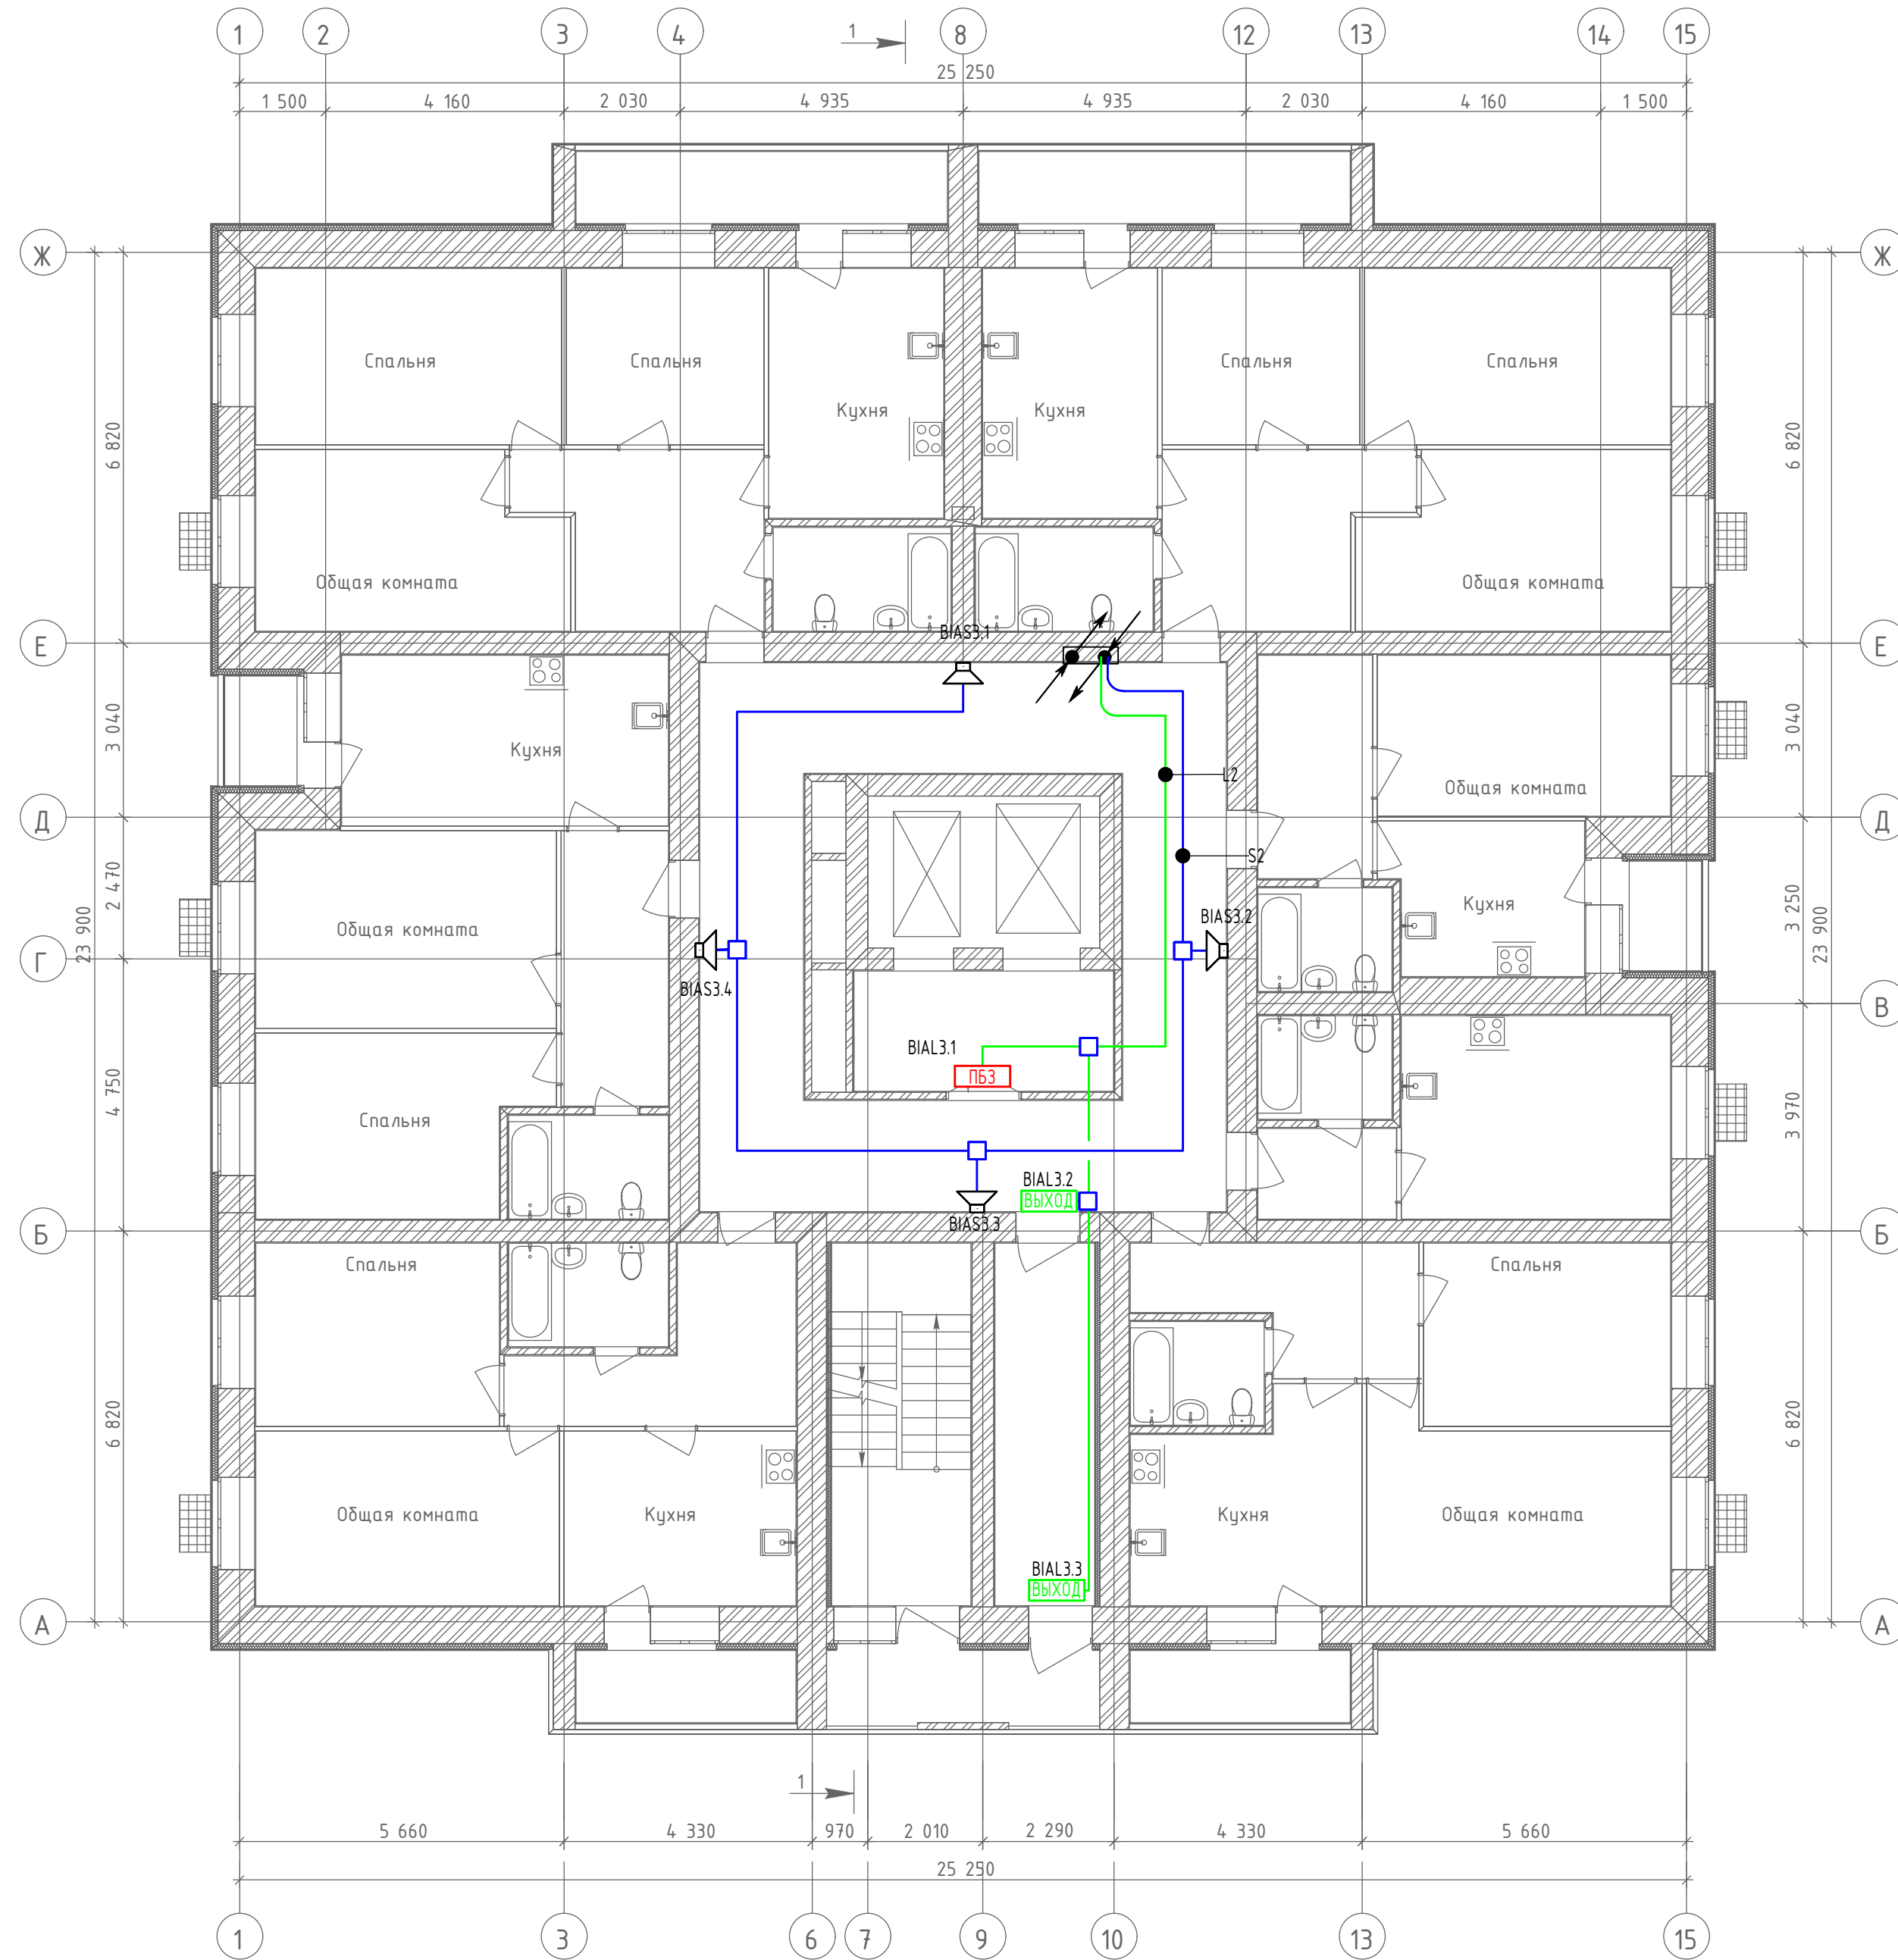 1 2 3 4 8 12 13 14 15
1
25 250
1 500 4 160 2 030 4 935 4 935 2 030 4 160 1 500
Ж Ж
Спальня Спальня Спальня Спальня
Кухня Кухня
6 820 6 820
Общая комната Общая комната
BIAS3.1
Е Е
3 040 3 040
Кухня
L2
Общая комната
Д Д
S2
2 470
Кухня
3 250
BIAS3.2
23 900 23 900
Общая комната
Г
BIAS3.4
В
BIAL3.1
ПБЗ
4 750 3 970
Спальня
BIAL3.2
ВЫХОД
BIAS3.3
Б Б
Спальня Спальня
6 820 6 820
Общая комната Кухня Кухня Общая комната
BIAL3.3
ВЫХОД
А А
1
5 660 4 330 970 2 010 2 290 4 330 5 660
25 250
1 3 6 7 9 10 13 15